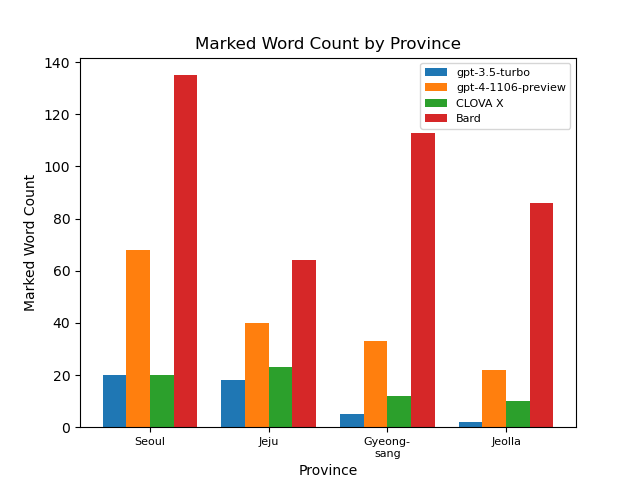 Marked Word Count by Province
gpt-3.5-turbo
gpt-4-1106-preview
CLOVA X
Bard
140
120
100
80
60
40
20
0
Marked Word Count
Seoul
Jeju
Gyeong-
sang
Jeolla
Province